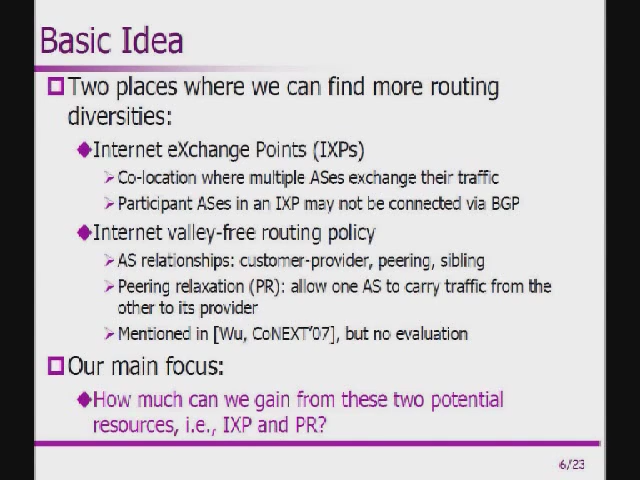 Basic Idea
Two places where we can find more routing
diversities:
Internet eXchange Points (IXPs)
Co-location where multiple ASes exchange their traffic
Participant ASes in an IXP may not be connected via BGP
Internet valley-free routing policy
AS relationships: customer-provider, peering, sibling
Peering relaxation (PR): allow one AS to carry traffic from the
other to its provider
Mentioned in [Wu, CoNEXT'07], but no evaluation
Our main focus:
How much can we gain from these two potential
resources, i.e., IXP and PR?
6/23